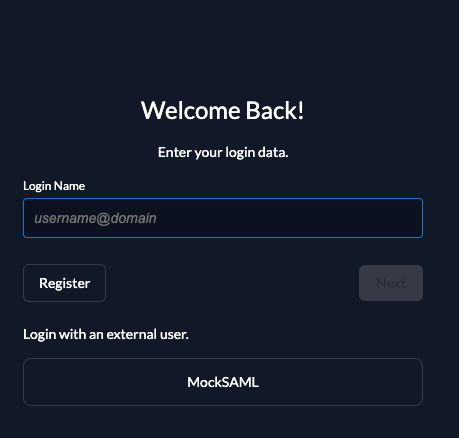 Welcome Back!
Enter your login data.
Login Name
username@domain
Register
Next
Login with an external user.
MockSAML